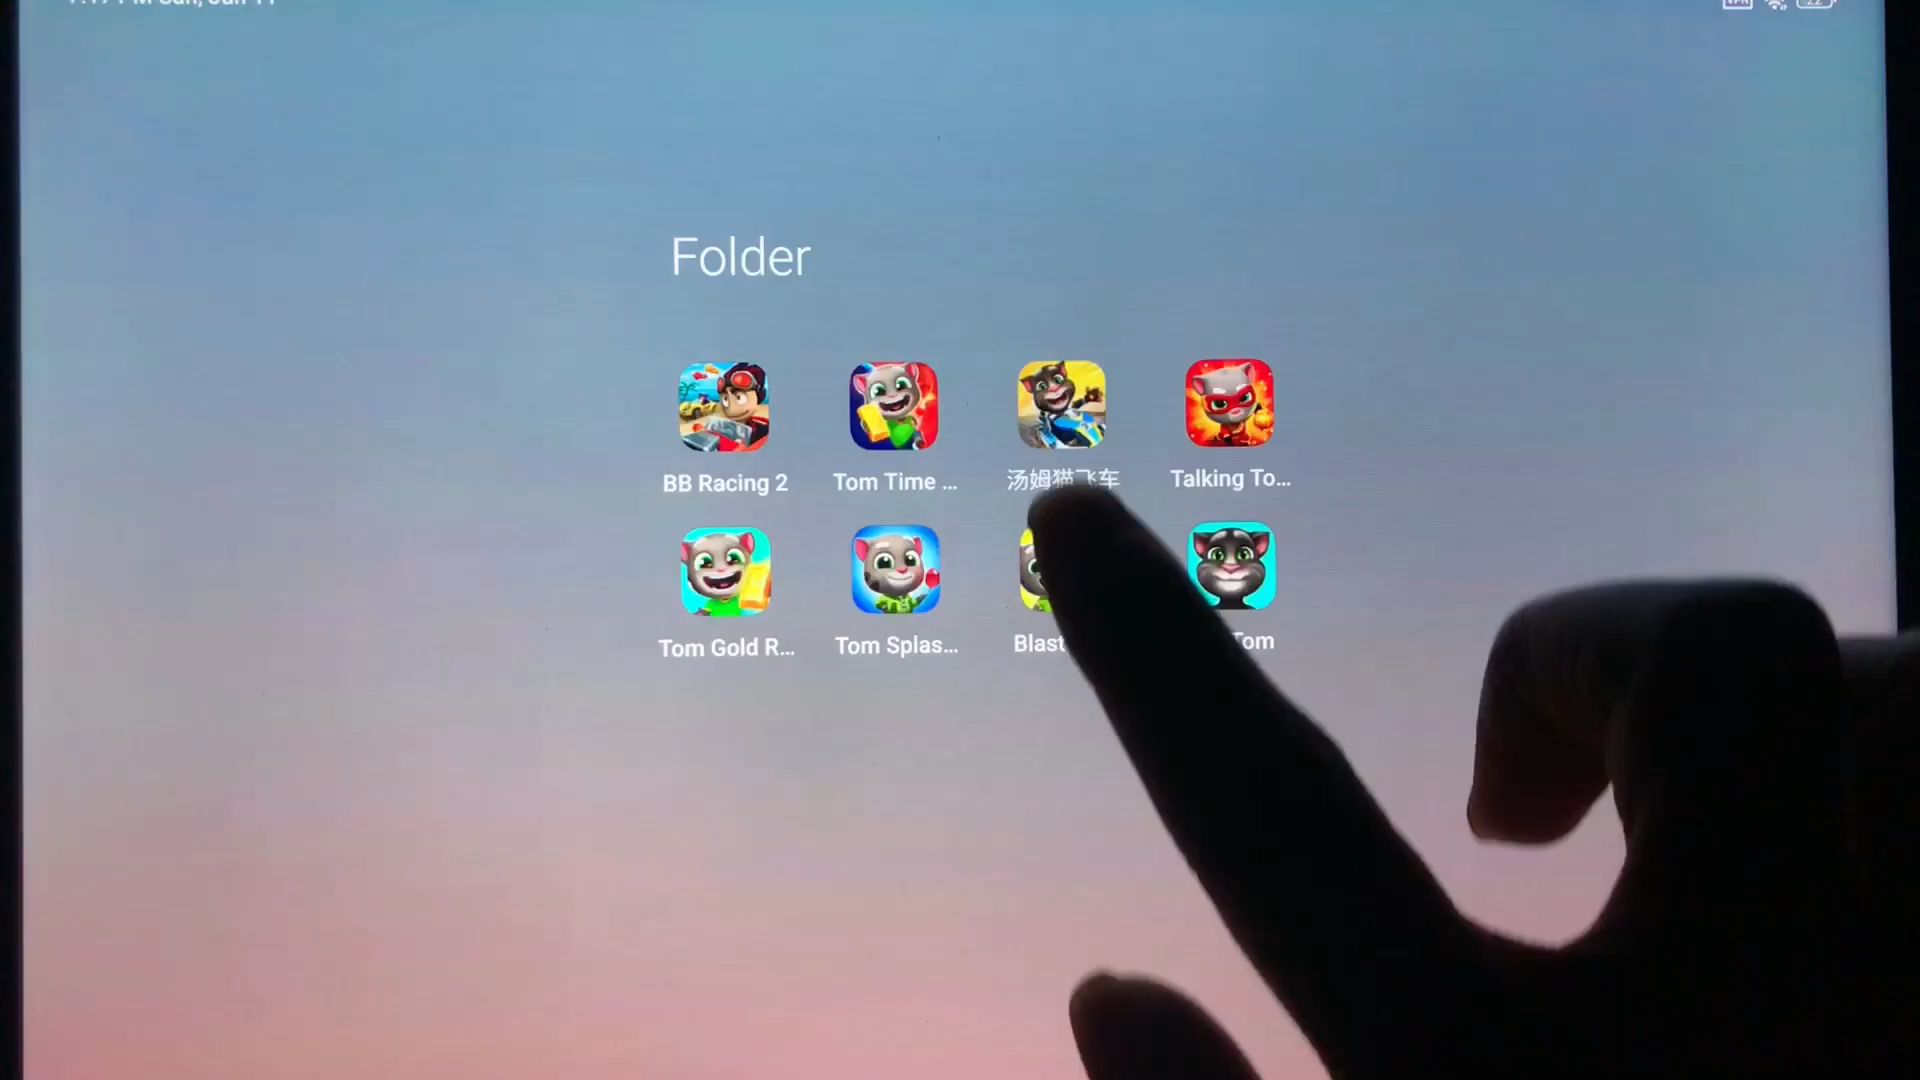 Folder
BB Racing 2
Tom Time ...
汤姆猫飞车
Talking To...
Tom Gold R...
Tom Splas...
Blast
Tom